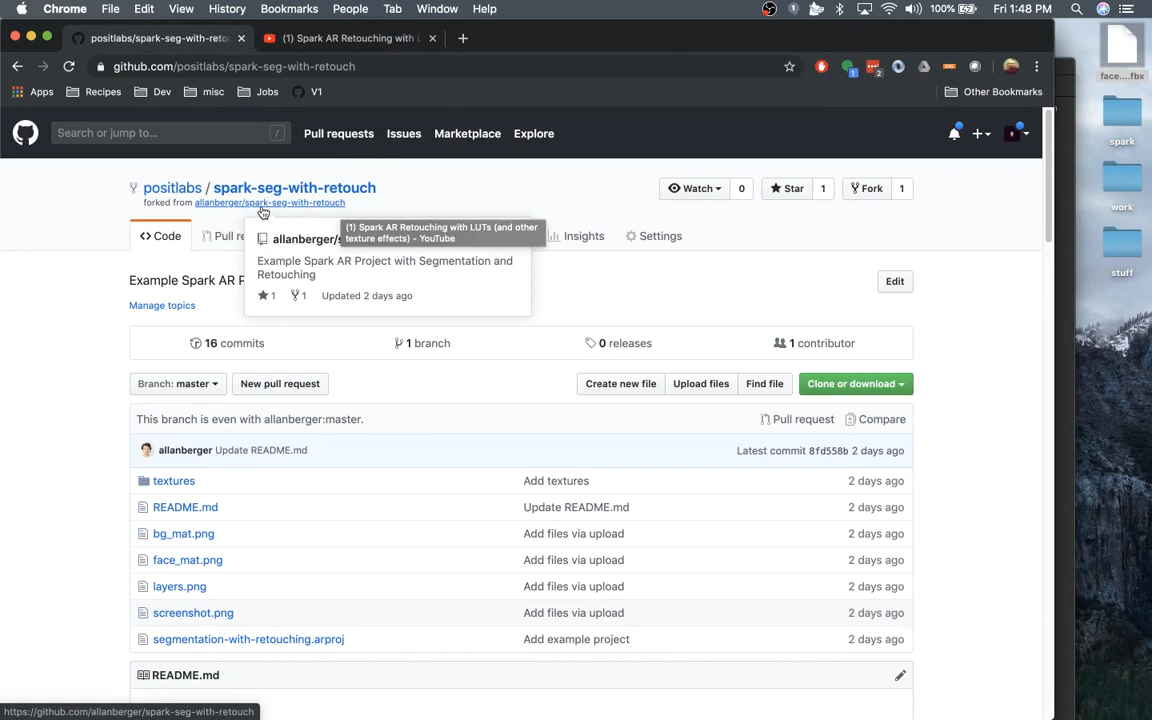 Chrome File Edit View History Bookmarks People Tab Window Help 100% Fri 1:48 PM
positlabs/spark-seg-with-reto (1) Spark AR Retouching with L
github.com/positlabs/spark-seg-with-retouch
Apps Recipes Dev misc Jobs V1 Other Bookmarks
Search or jump to... / Pull requests Issues Marketplace Explore
positlabs / spark-seg-with-retouch Watch 0 Star 1 Fork 1
forked from allanberger/spark-seg-with-retouch
(1) Spark AR Retouching with LUTs (and other
texture effects) - YouTube
Code Pull re Insights Settings
allanberger/s
Example Spark AR Project with Segmentation and
Retouching
1 1 Updated 2 days ago
Example Spark AR P Edit
Manage topics
16 commits 1 branch 0 releases 1 contributor
Branch: master New pull request Create new file Upload files Find file Clone or download
This branch is even with allanberger:master. Pull request Compare
allanberger Update README.md Latest commit 8fd558b 2 days ago
textures Add textures 2 days ago
README.md Update README.md 2 days ago
bg_mat.png Add files via upload 2 days ago
face_mat.png Add files via upload 2 days ago
layers.png Add files via upload 2 days ago
screenshot.png Add files via upload 2 days ago
segmentation-with-retouching.arproj Add example project 2 days ago
README.md
https://github.com/allanberger/spark-seg-with-retouch
face....fbx
spark
work
stuff